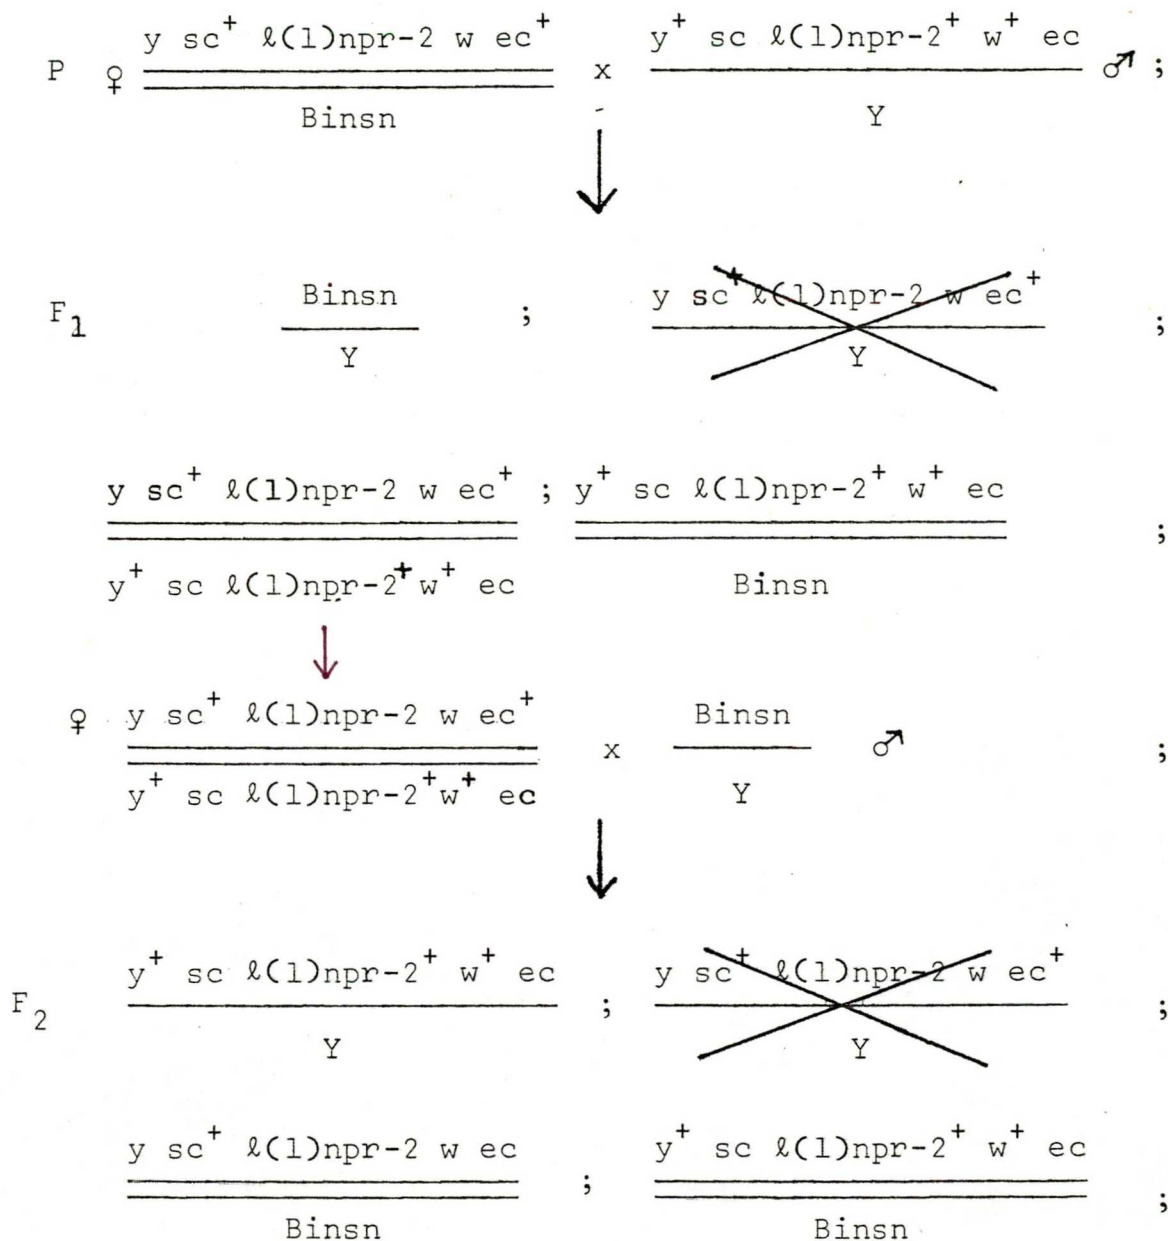 y sc⁺ ℓ(1)npr-2 w ec⁺ y⁺ sc ℓ(1)npr-2⁺ w⁺ ec
P ♀ x ♂ ;
Binsn Y
F₁ Binsn ; y sc⁺ ℓ(1)npr-2 w ec⁺ ;
Y Y
y sc⁺ ℓ(1)npr-2 w ec⁺ ; y⁺ sc ℓ(1)npr-2⁺ w⁺ ec ;
y⁺ sc ℓ(1)npr-2⁺ w⁺ ec Binsn
♀ y sc⁺ ℓ(1)npr-2 w ec⁺ Binsn
x ♂ ;
y⁺ sc ℓ(1)npr-2⁺ w⁺ ec Y
y⁺ sc ℓ(1)npr-2⁺ w⁺ ec y sc⁺ ℓ(1)npr-2 w ec⁺
F₂ ; ;
Y Y
y sc⁺ ℓ(1)npr-2 w ec y⁺ sc ℓ(1)npr-2⁺ w⁺ ec
; ;
Binsn Binsn